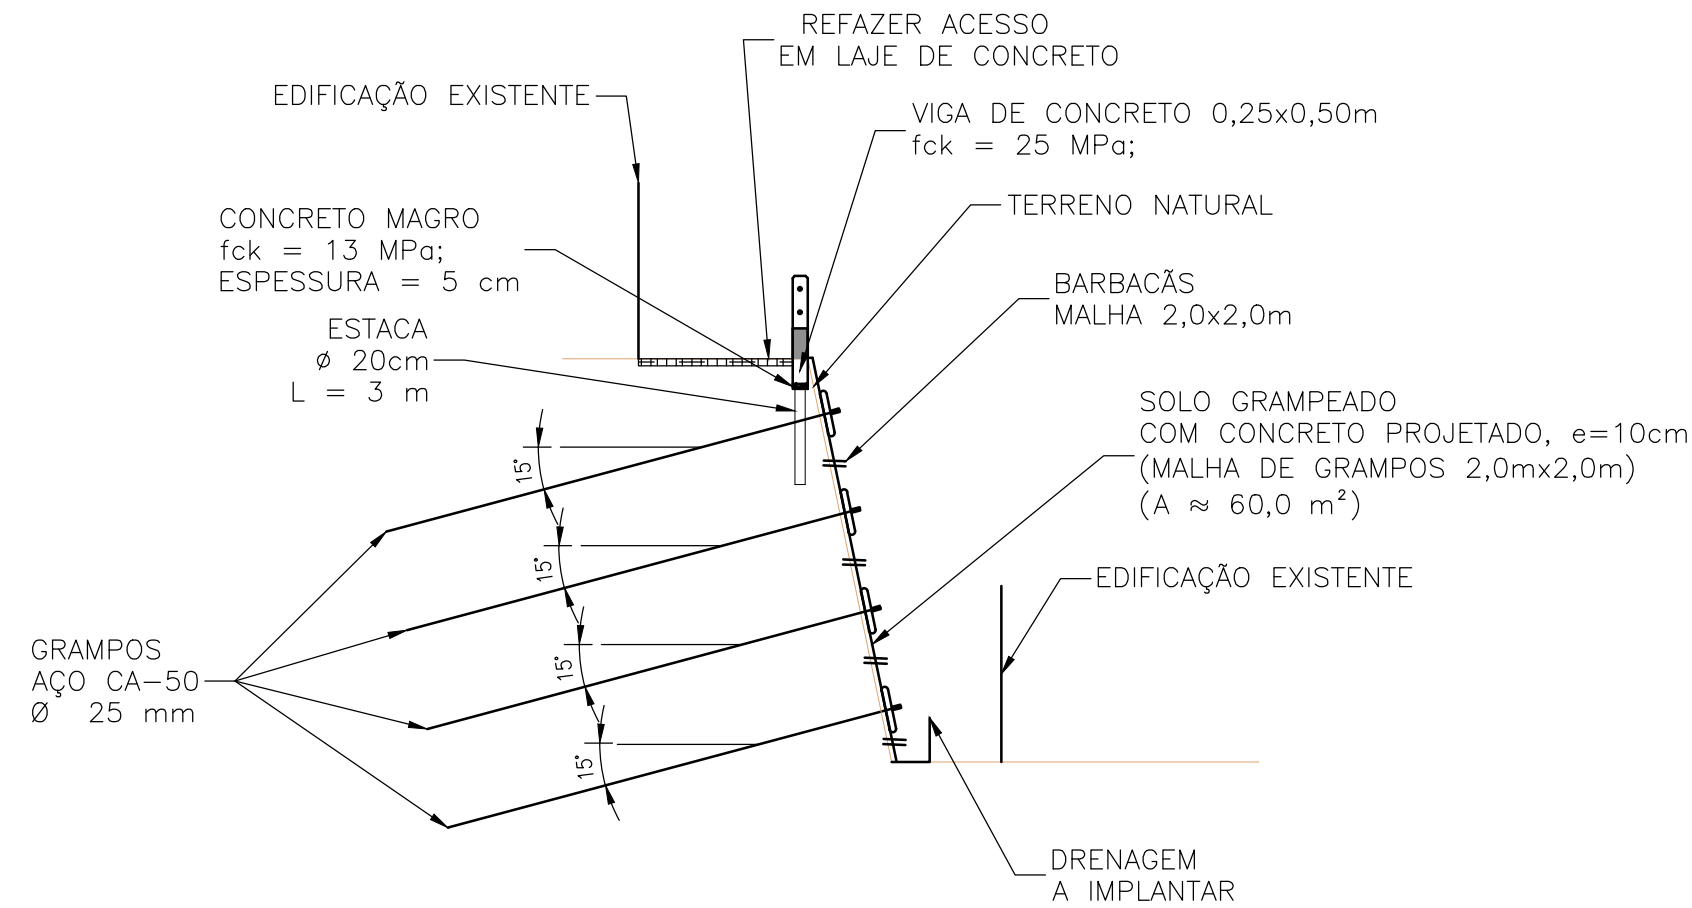 REFAZER ACESSO
EM LAJE DE CONCRETO
EDIFICAÇÃO EXISTENTE
VIGA DE CONCRETO 0,25x0,50m
fck = 25 MPa;
TERRENO NATURAL
CONCRETO MAGRO
fck = 13 MPa;
ESPESSURA = 5 cm
BARBACÃS
MALHA 2,0x2,0m
ESTACA
ø 20cm
L = 3 m
SOLO GRAMPEADO
COM CONCRETO PROJETADO, e=10cm
(MALHA DE GRAMPOS 2,0mx2,0m)
(A ≈ 60,0 m²)
15°
15°
15°
15°
EDIFICAÇÃO EXISTENTE
GRAMPOS
AÇO CA-50
Ø 25 mm
DRENAGEM
A IMPLANTAR